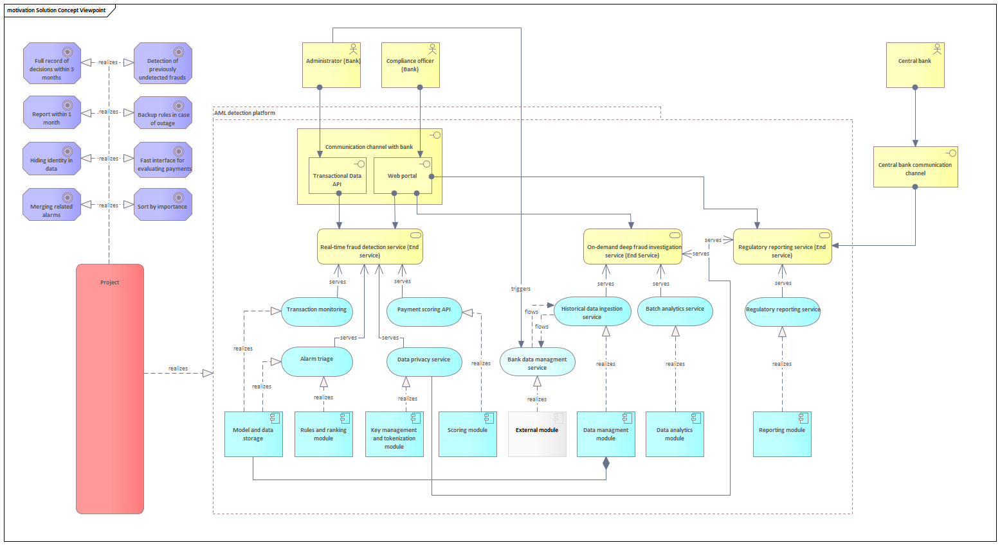 motivation Solution Concept Viewpoint
Full record of
decisions within 3
months
realizes
Detection of
previously
undetected frauds
Report within 1
month
realizes
Backup rules in case
of outage
Hiding identity in
data
realizes
Fast interface for
evaluating payments
Merging related
alarms
realizes
Sort by importance
Project
realizes
Administrator (Bank)
Compliance officer
(Bank)
Central bank
AML detection platform
Communication channel with bank
Transactional Data
API
Web portal
Central bank communication
channel
Real-time fraud detection service (End
service)
On-demand deep fraud investigation
service (End Service)
Regulatory reporting service (End
service)
serves
serves
serves
serves
serves
serves
serves
triggers
Transaction monitoring
Payment scoring API
Historical data ingestion
service
Batch analytics service
Regulatory reporting service
flows
flows
serves
serves
realizes
Alarm triage
Data privacy service
Bank data managment
service
realizes
realizes
realizes
realizes
realizes
realizes
realizes
realizes
Model and data
storage
Rules and ranking
module
Key management
and tokenization
module
Scoring module
External module
Data managment
module
Data analytics
module
Reporting module